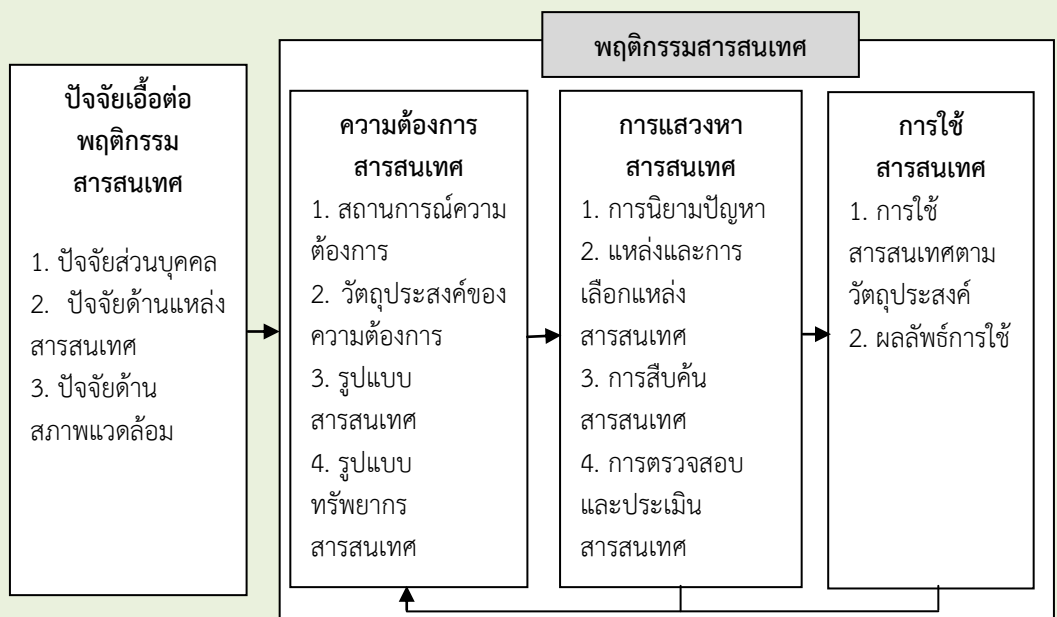 พฤติกรรมสารสนเทศ
ปัจจัยเอื้อต่อ
พฤติกรรม
สารสนเทศ
1. ปัจจัยส่วนบุคคล
2. ปัจจัยด้านแหล่ง
สารสนเทศ
3. ปัจจัยด้าน
สภาพแวดล้อม
ความต้องการ
สารสนเทศ
1. สถานการณ์ความ
ต้องการ
2. วัตถุประสงค์ของ
ความต้องการ
3. รูปแบบ
สารสนเทศ
4. รูปแบบ
ทรัพยากร
สารสนเทศ
การแสวงหา
สารสนเทศ
1. การนิยามปัญหา
2. แหล่งและการ
เลือกแหล่ง
สารสนเทศ
3. การสืบค้น
สารสนเทศ
4. การตรวจสอบ
และประเมิน
สารสนเทศ
การใช้
สารสนเทศ
1. การใช้
สารสนเทศตาม
วัตถุประสงค์
2. ผลลัพธ์การใช้